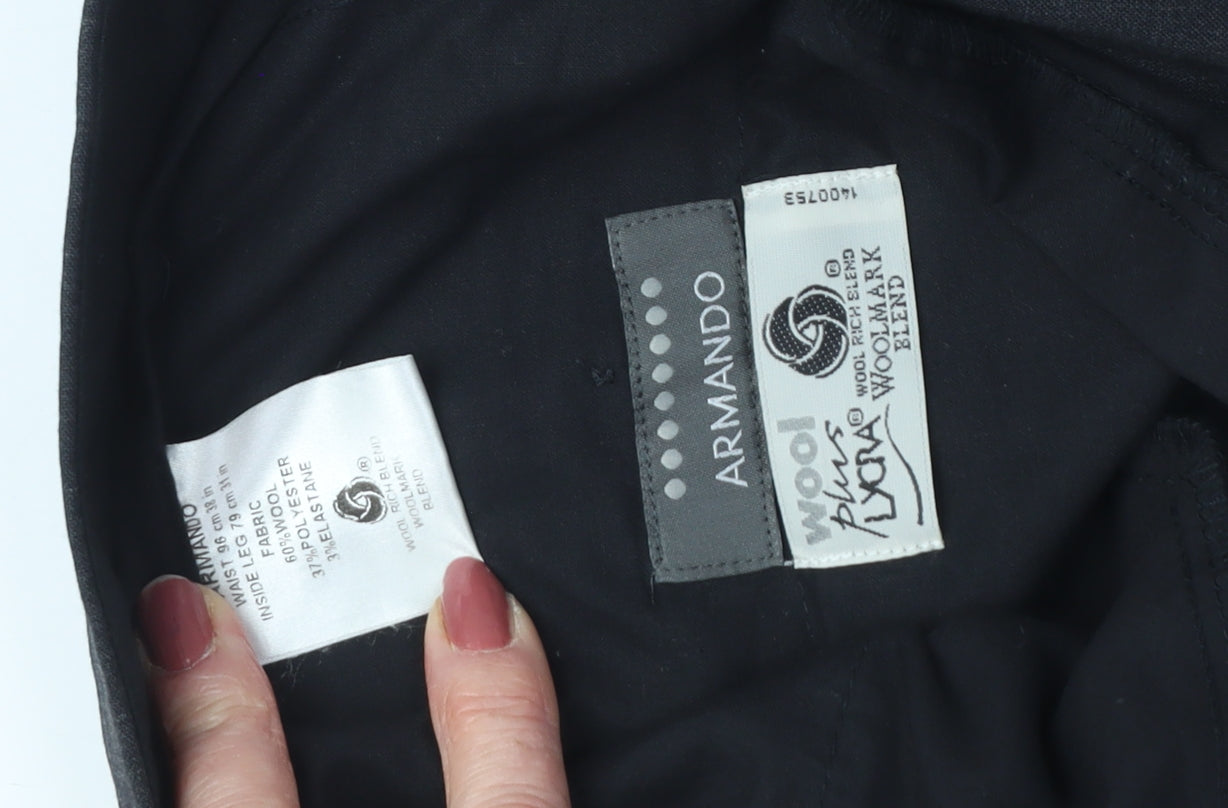 ARMANDO
WAIST 96 cm 38 in
INSIDE LEG 79 cm 31 in
FABRIC
60%WOOL
37%POLYESTER
3%ELASTANE
®
WOOL RICH BLEND
WOOLMARK
BLEND
ARMANDO
wool
plus
LYCRA®
®
WOOL RICH BLEND
WOOLMARK
BLEND
1400753